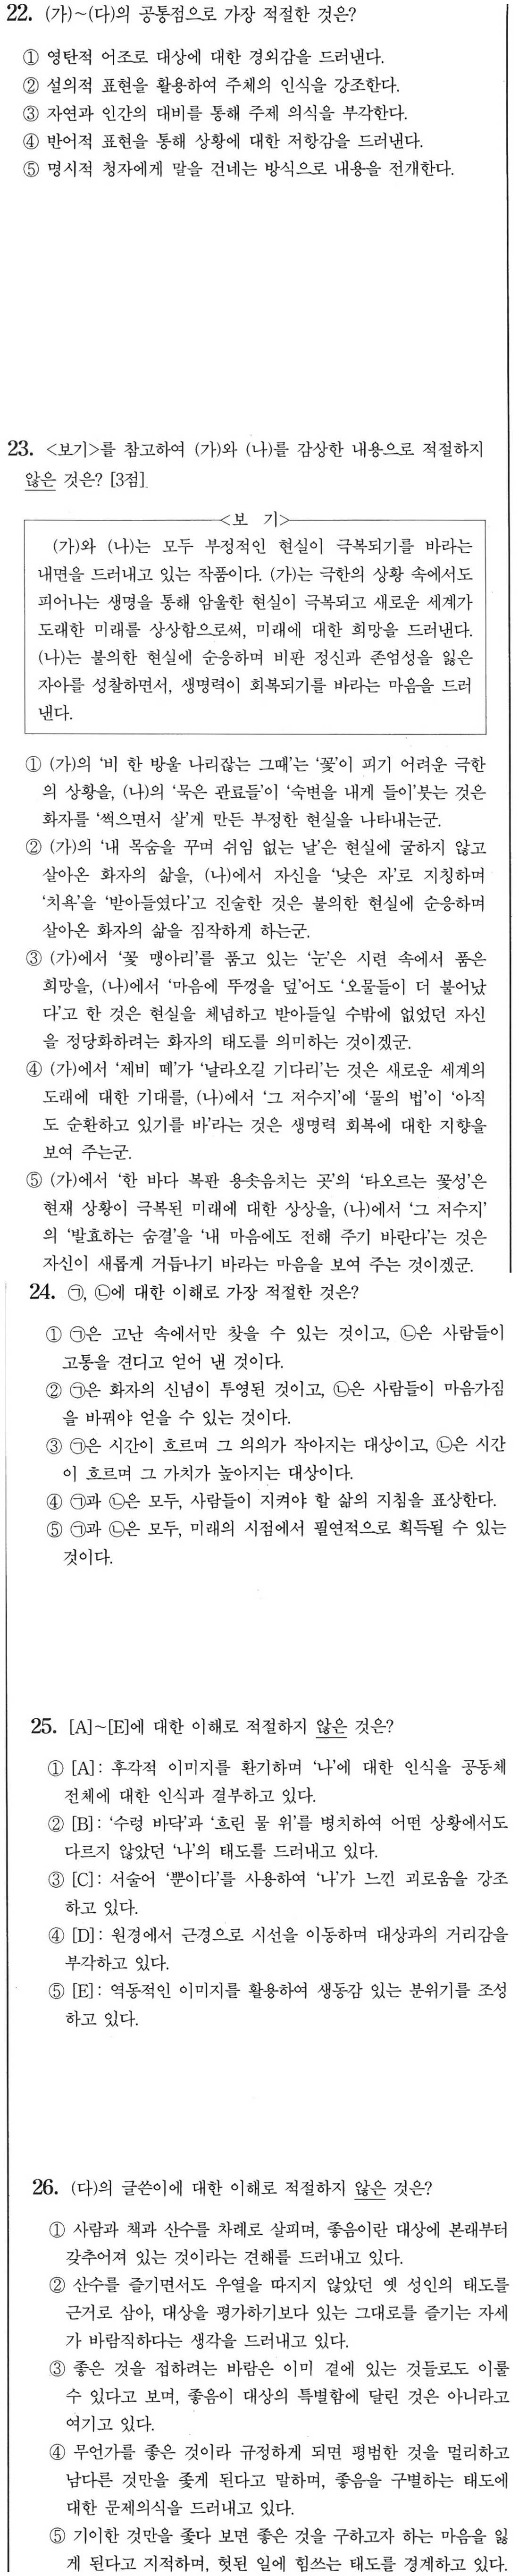 22. (가)~(다)의 공통점으로 가장 적절한 것은?
① 영탄적 어조로 대상에 대한 경외감을 드러낸다.
② 설의적 표현을 활용하여 주체의 인식을 강조한다.
③ 자연과 인간의 대비를 통해 주제 의식을 부각한다.
④ 반어적 표현을 통해 상황에 대한 저항감을 드러낸다.
⑤ 명시적 청자에게 말을 건네는 방식으로 내용을 전개한다.
23. <보기>를 참고하여 (가)와 (나)를 감상한 내용으로 적절하지
않은 것은? [3점]
<보 기>
(가)와 (나)는 모두 부정적인 현실이 극복되기를 바라는
내면을 드러내고 있는 작품이다. (가)는 극한의 상황 속에서도
피어나는 생명을 통해 암울한 현실이 극복되고 새로운 세계가
도래한 미래를 상상함으로써, 미래에 대한 희망을 드러낸다.
(나)는 불의한 현실에 순응하며 비판 정신과 존엄성을 잃은
자아를 성찰하면서, 생명력이 회복되기를 바라는 마음을 드러
낸다.
① (가)의 ‘비 한 방울 나리잖는 그때’는 ‘꽃’이 피기 어려운 극한
의 상황을, (나)의 ‘묵은 관료들’이 ‘숙변을 내게 들이’붓는 것은
화자를 ‘썩으면서 살’게 만든 부정한 현실을 나타내는군.
② (가)의 ‘내 목숨을 꾸며 쉬임 없는 날’은 현실에 굴하지 않고
살아온 화자의 삶을, (나)에서 자신을 ‘낮은 자’로 지칭하며
‘치욕’을 ‘받아들였다’고 진술한 것은 불의한 현실에 순응하며
살아온 화자의 삶을 짐작하게 하는군.
③ (가)에서 ‘꽃 맹아리’를 품고 있는 ‘눈’은 시련 속에서 품은
희망을, (나)에서 ‘마음에 뚜껑을 덮’어도 ‘오물들이 더 불어났
다’고 한 것은 현실을 체념하고 받아들일 수밖에 없었던 자신
을 정당화하려는 화자의 태도를 의미하는 것이겠군.
④ (가)에서 ‘제비 떼’가 ‘날라오길 기다리’는 것은 새로운 세계의
도래에 대한 기대를, (나)에서 ‘그 저수지’에 ‘물의 법’이 ‘아직
도 순환하고 있기를 바’라는 것은 생명력 회복에 대한 지향을
보여 주는군.
⑤ (가)에서 ‘한 바다 복판 용솟음치는 곳’의 ‘타오르는 꽃성’은
현재 상황이 극복된 미래에 대한 상상을, (나)에서 ‘그 저수지’
의 ‘발효하는 숨결’을 ‘내 마음에도 전해 주기 바란다’는 것은
자신이 새롭게 거듭나기 바라는 마음을 보여 주는 것이겠군.
24. ㉠, ㉡에 대한 이해로 가장 적절한 것은?
① ㉠은 고난 속에서만 찾을 수 있는 것이고, ㉡은 사람들이
고통을 견디고 얻어 낸 것이다.
② ㉠은 화자의 신념이 투영된 것이고, ㉡은 사람들이 마음가짐
을 바꿔야 얻을 수 있는 것이다.
③ ㉠은 시간이 흐르며 그 의의가 작아지는 대상이고, ㉡은 시간
이 흐르며 그 가치가 높아지는 대상이다.
④ ㉠과 ㉡은 모두, 사람들이 지켜야 할 삶의 지침을 표상한다.
⑤ ㉠과 ㉡은 모두, 미래의 시점에서 필연적으로 획득될 수 있는
것이다.
25. [A]~[E]에 대한 이해로 적절하지 않은 것은?
① [A]: 후각적 이미지를 환기하며 ‘나’에 대한 인식을 공동체
전체에 대한 인식과 결부하고 있다.
② [B]: ‘수렁 바닥’과 ‘흐린 물 위’를 병치하여 어떤 상황에서도
다르지 않았던 ‘나’의 태도를 드러내고 있다.
③ [C]: 서술어 ‘뿐이다’를 사용하여 ‘나’가 느낀 괴로움을 강조
하고 있다.
④ [D]: 원경에서 근경으로 시선을 이동하며 대상과의 거리감을
부각하고 있다.
⑤ [E]: 역동적인 이미지를 활용하여 생동감 있는 분위기를 조성
하고 있다.
26. (다)의 글쓴이에 대한 이해로 적절하지 않은 것은?
① 사람과 책과 산수를 차례로 살피며, 좋음이란 대상에 본래부터
갖추어져 있는 것이라는 견해를 드러내고 있다.
② 산수를 즐기면서도 우열을 따지지 않았던 옛 성인의 태도를
근거로 삼아, 대상을 평가하기보다 있는 그대로를 즐기는 자세
가 바람직하다는 생각을 드러내고 있다.
③ 좋은 것을 접하려는 바람은 이미 곁에 있는 것들로도 이룰
수 있다고 보며, 좋음이 대상의 특별함에 달린 것은 아니라고
여기고 있다.
④ 무언가를 좋은 것이라 규정하게 되면 평범한 것을 멀리하고
남다른 것만을 좇게 된다고 말하며, 좋음을 구별하는 태도에
대한 문제의식을 드러내고 있다.
⑤ 기이한 것만을 좇다 보면 좋은 것을 구하고자 하는 마음을 잃
게 된다고 지적하며, 헛된 일에 힘쓰는 태도를 경계하고 있다.